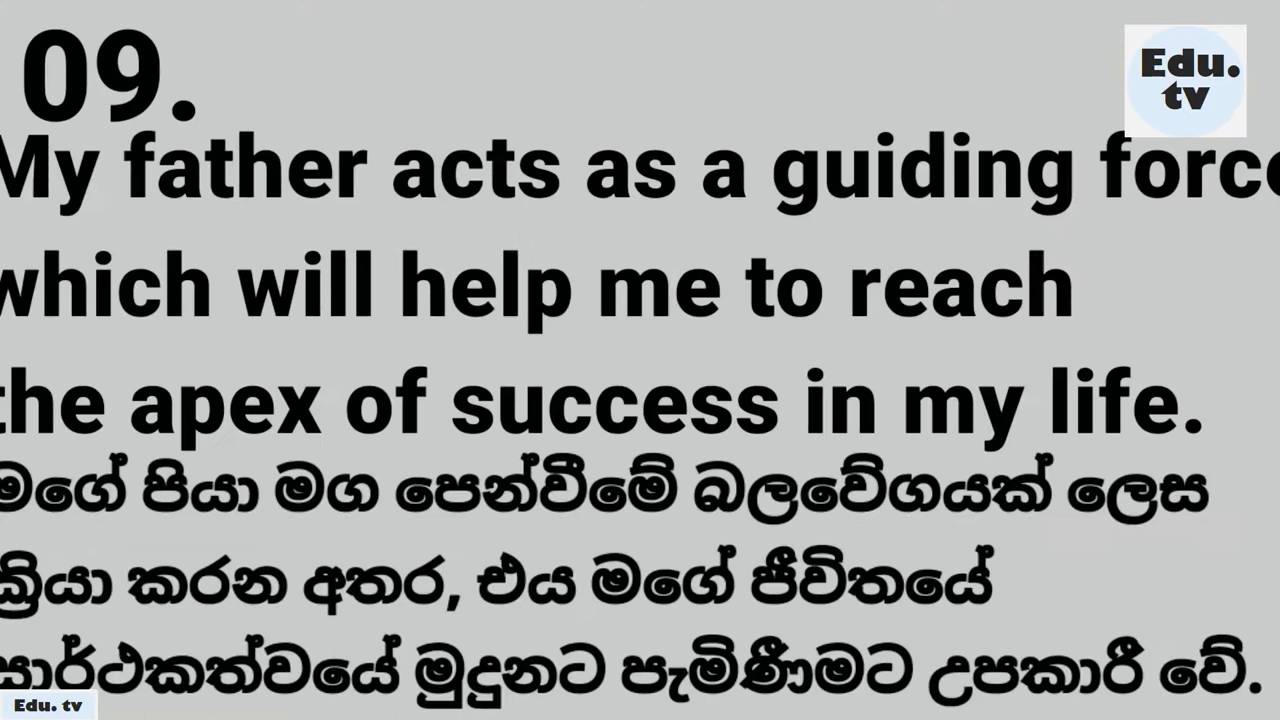 09.
Edu.
tv
My father acts as a guiding force
which will help me to reach
the apex of success in my life.
මගේ පියා මග පෙන්වීමේ බලවේගයක් ලෙස
ක්‍රියා කරන අතර, එය මගේ ජීවිතයේ
සාර්ථකත්වයේ මුදුනට පැමිණීමට උපකාරී වේ.
Edu. tv